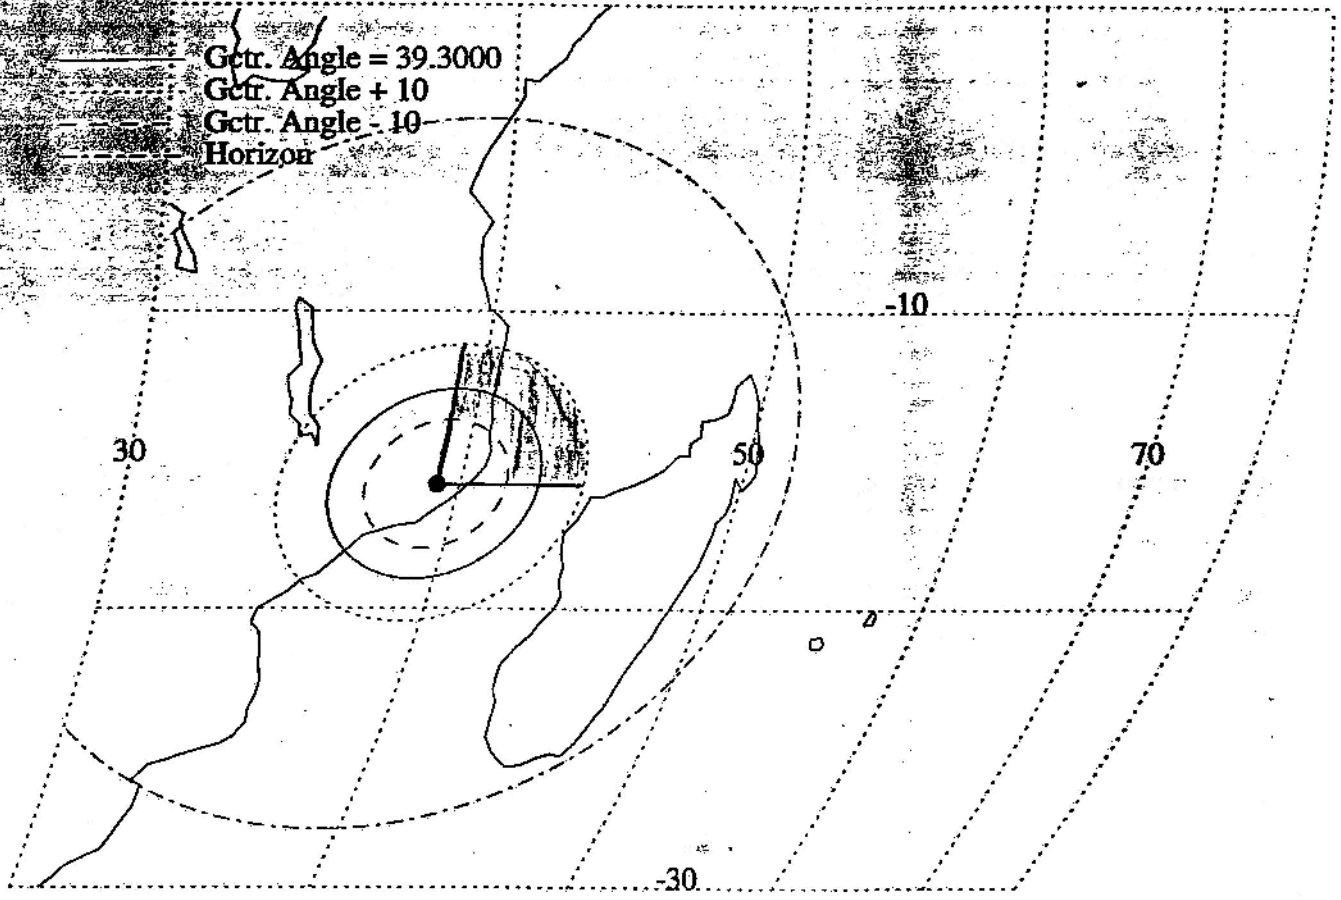 Gctr. Angle = 39.3000
Gctr. Angle + 10
Gctr. Angle - 10
Horizon
-10
30
50
70
-30